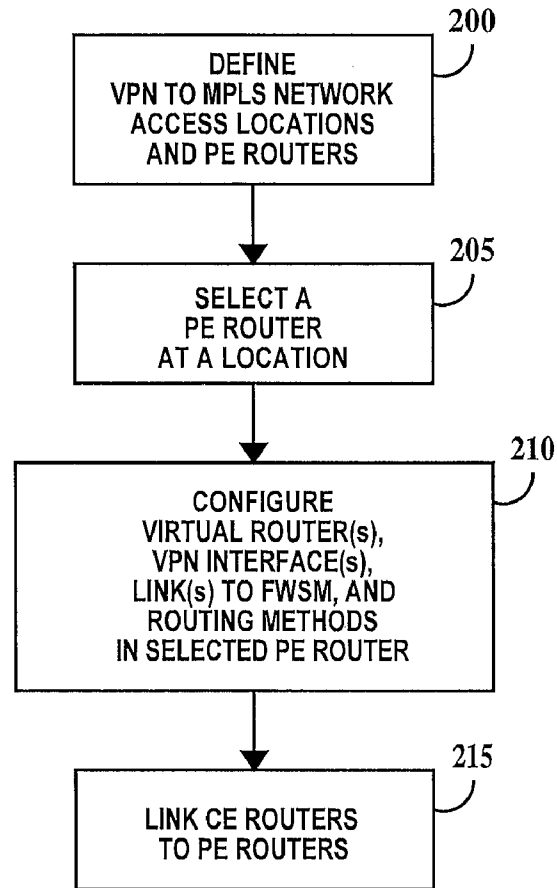 200
DEFINE
VPN TO MPLS NETWORK
ACCESS LOCATIONS
AND PE ROUTERS
205
SELECT A
PE ROUTER
AT A LOCATION
210
CONFIGURE
VIRTUAL ROUTER(s),
VPN INTERFACE(s),
LINK(s) TO FWSM, AND
ROUTING METHODS
IN SELECTED PE ROUTER
215
LINK CE ROUTERS
TO PE ROUTERS